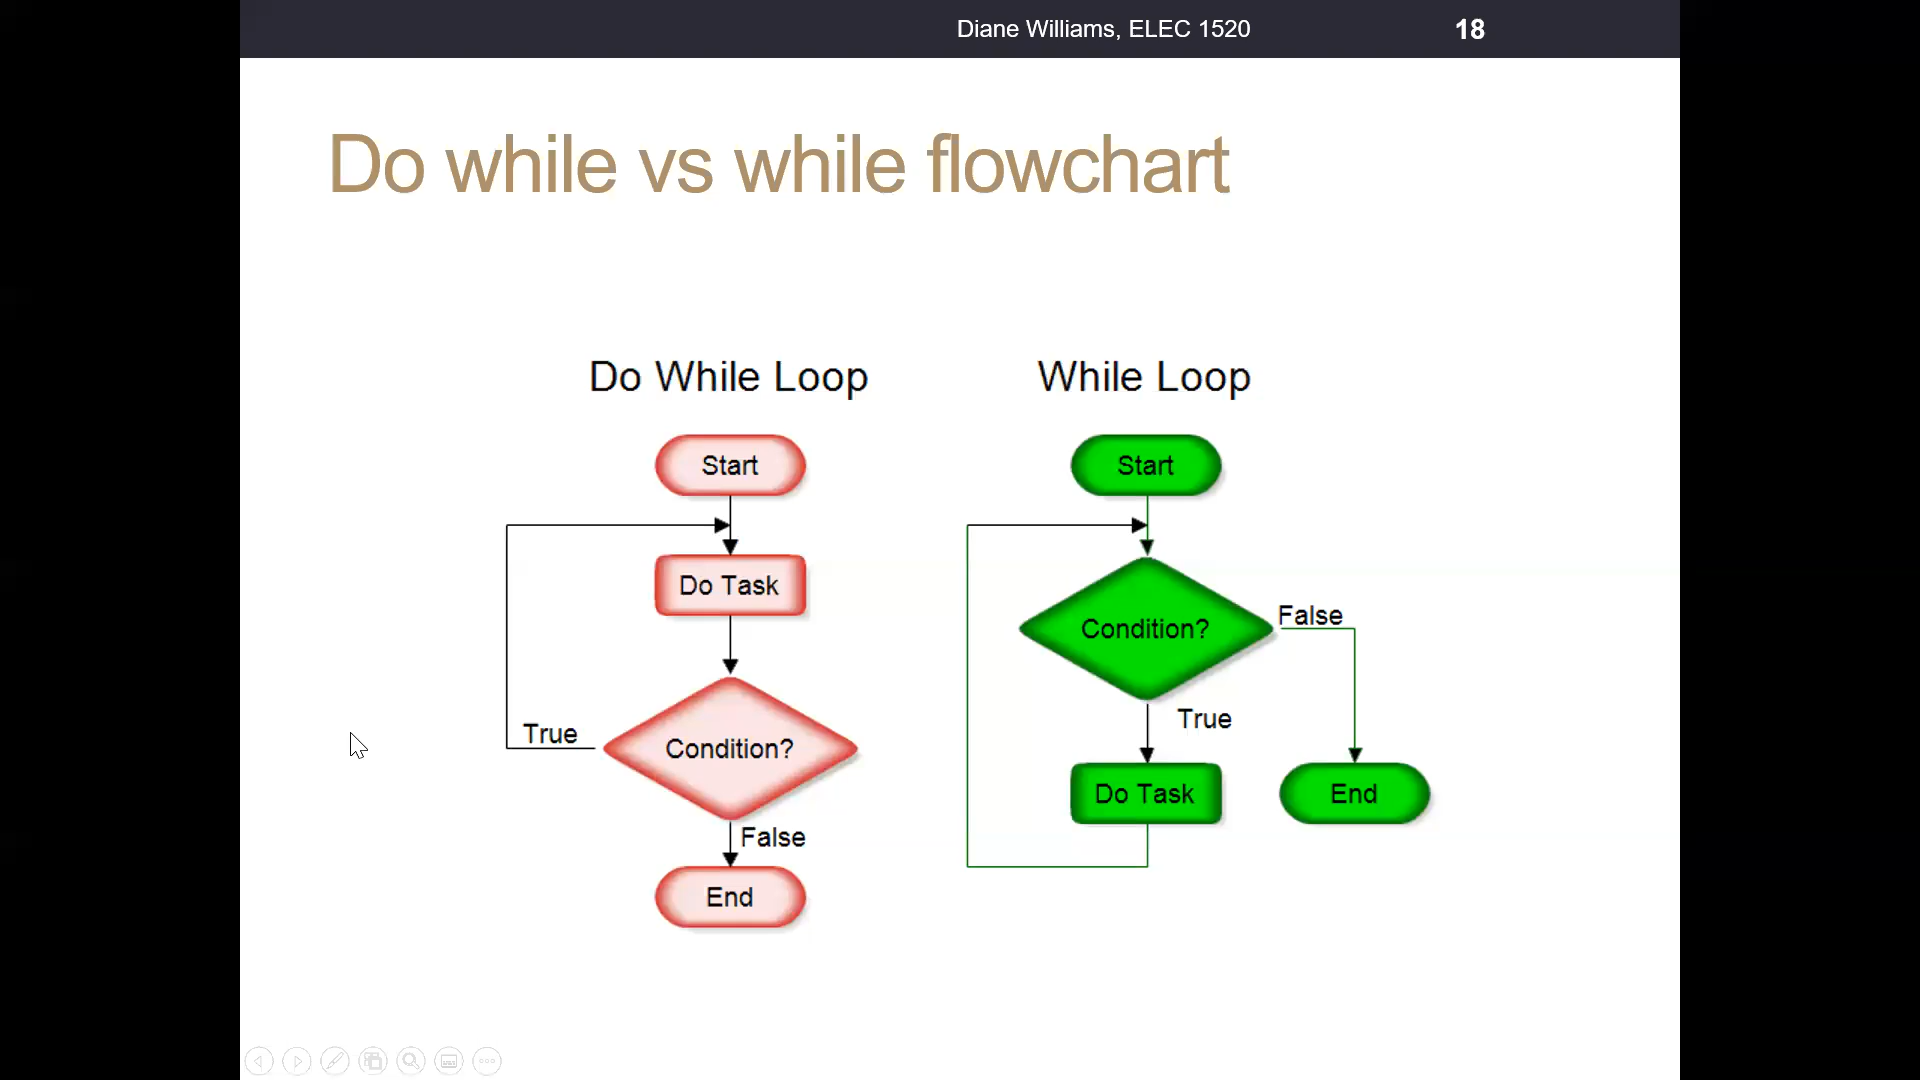 Diane Williams, ELEC 1520
18
Do while vs while flowchart
Do While Loop
Start
Do Task
True
Condition?
False
End
While Loop
Start
Condition?
False
True
Do Task
End